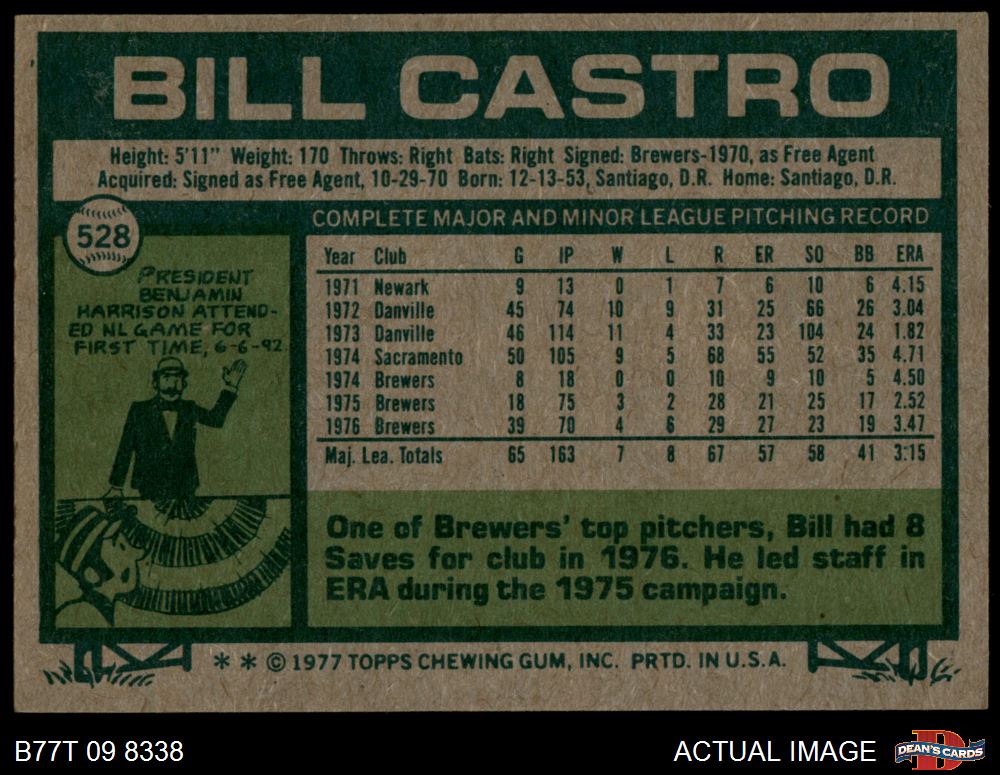 BILL CASTRO
Height: 5'11" Weight: 170 Throws: Right Bats: Right Signed: Brewers-1970, as Free Agent
Acquired: Signed as Free Agent, 10-29-70 Born: 12-13-53, Santiago, D.R. Home: Santiago, D.R.
528
PRESIDENT
BENJAMIN
HARRISON ATTEND-
ED NL GAME FOR
FIRST TIME, 6-6-92
COMPLETE MAJOR AND MINOR LEAGUE PITCHING RECORD
Year Club G IP W L R ER SO BB ERA
1971 Newark 9 13 0 1 7 6 10 6 4.15
1972 Danville 45 74 10 9 31 25 66 26 3.04
1973 Danville 46 114 11 4 33 23 104 24 1.82
1974 Sacramento 50 105 9 5 68 55 52 35 4.71
1974 Brewers 8 18 0 0 10 9 10 5 4.50
1975 Brewers 18 75 3 2 28 21 25 17 2.52
1976 Brewers 39 70 4 6 29 27 23 19 3.47
Maj. Lea. Totals 65 163 7 8 67 57 58 41 3:15
One of Brewers' top pitchers, Bill had 8
Saves for club in 1976. He led staff in
ERA during the 1975 campaign.
* * © 1977 TOPPS CHEWING GUM, INC. PRTD. IN U.S.A.
B77T 09 8338
ACTUAL IMAGE
D
DEAN'S CARDS